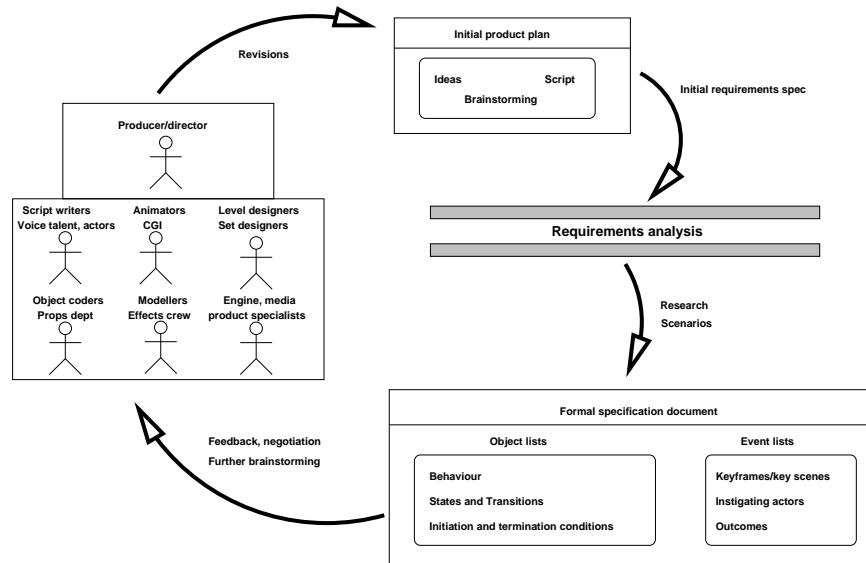 Revisions
Initial product plan
Ideas
Script
Brainstorming
Initial requirements spec
Producer/director
Script writers
Voice talent, actors
Animators
CGI
Level designers
Set designers
Object coders
Props dept
Modellers
Effects crew
Engine, media
product specialists
Requirements analysis
Research
Scenarios
Formal specification document
Object lists
Behaviour
States and Transitions
Initiation and termination conditions
Event lists
Keyframes/key scenes
Instigating actors
Outcomes
Feedback, negotiation
Further brainstorming